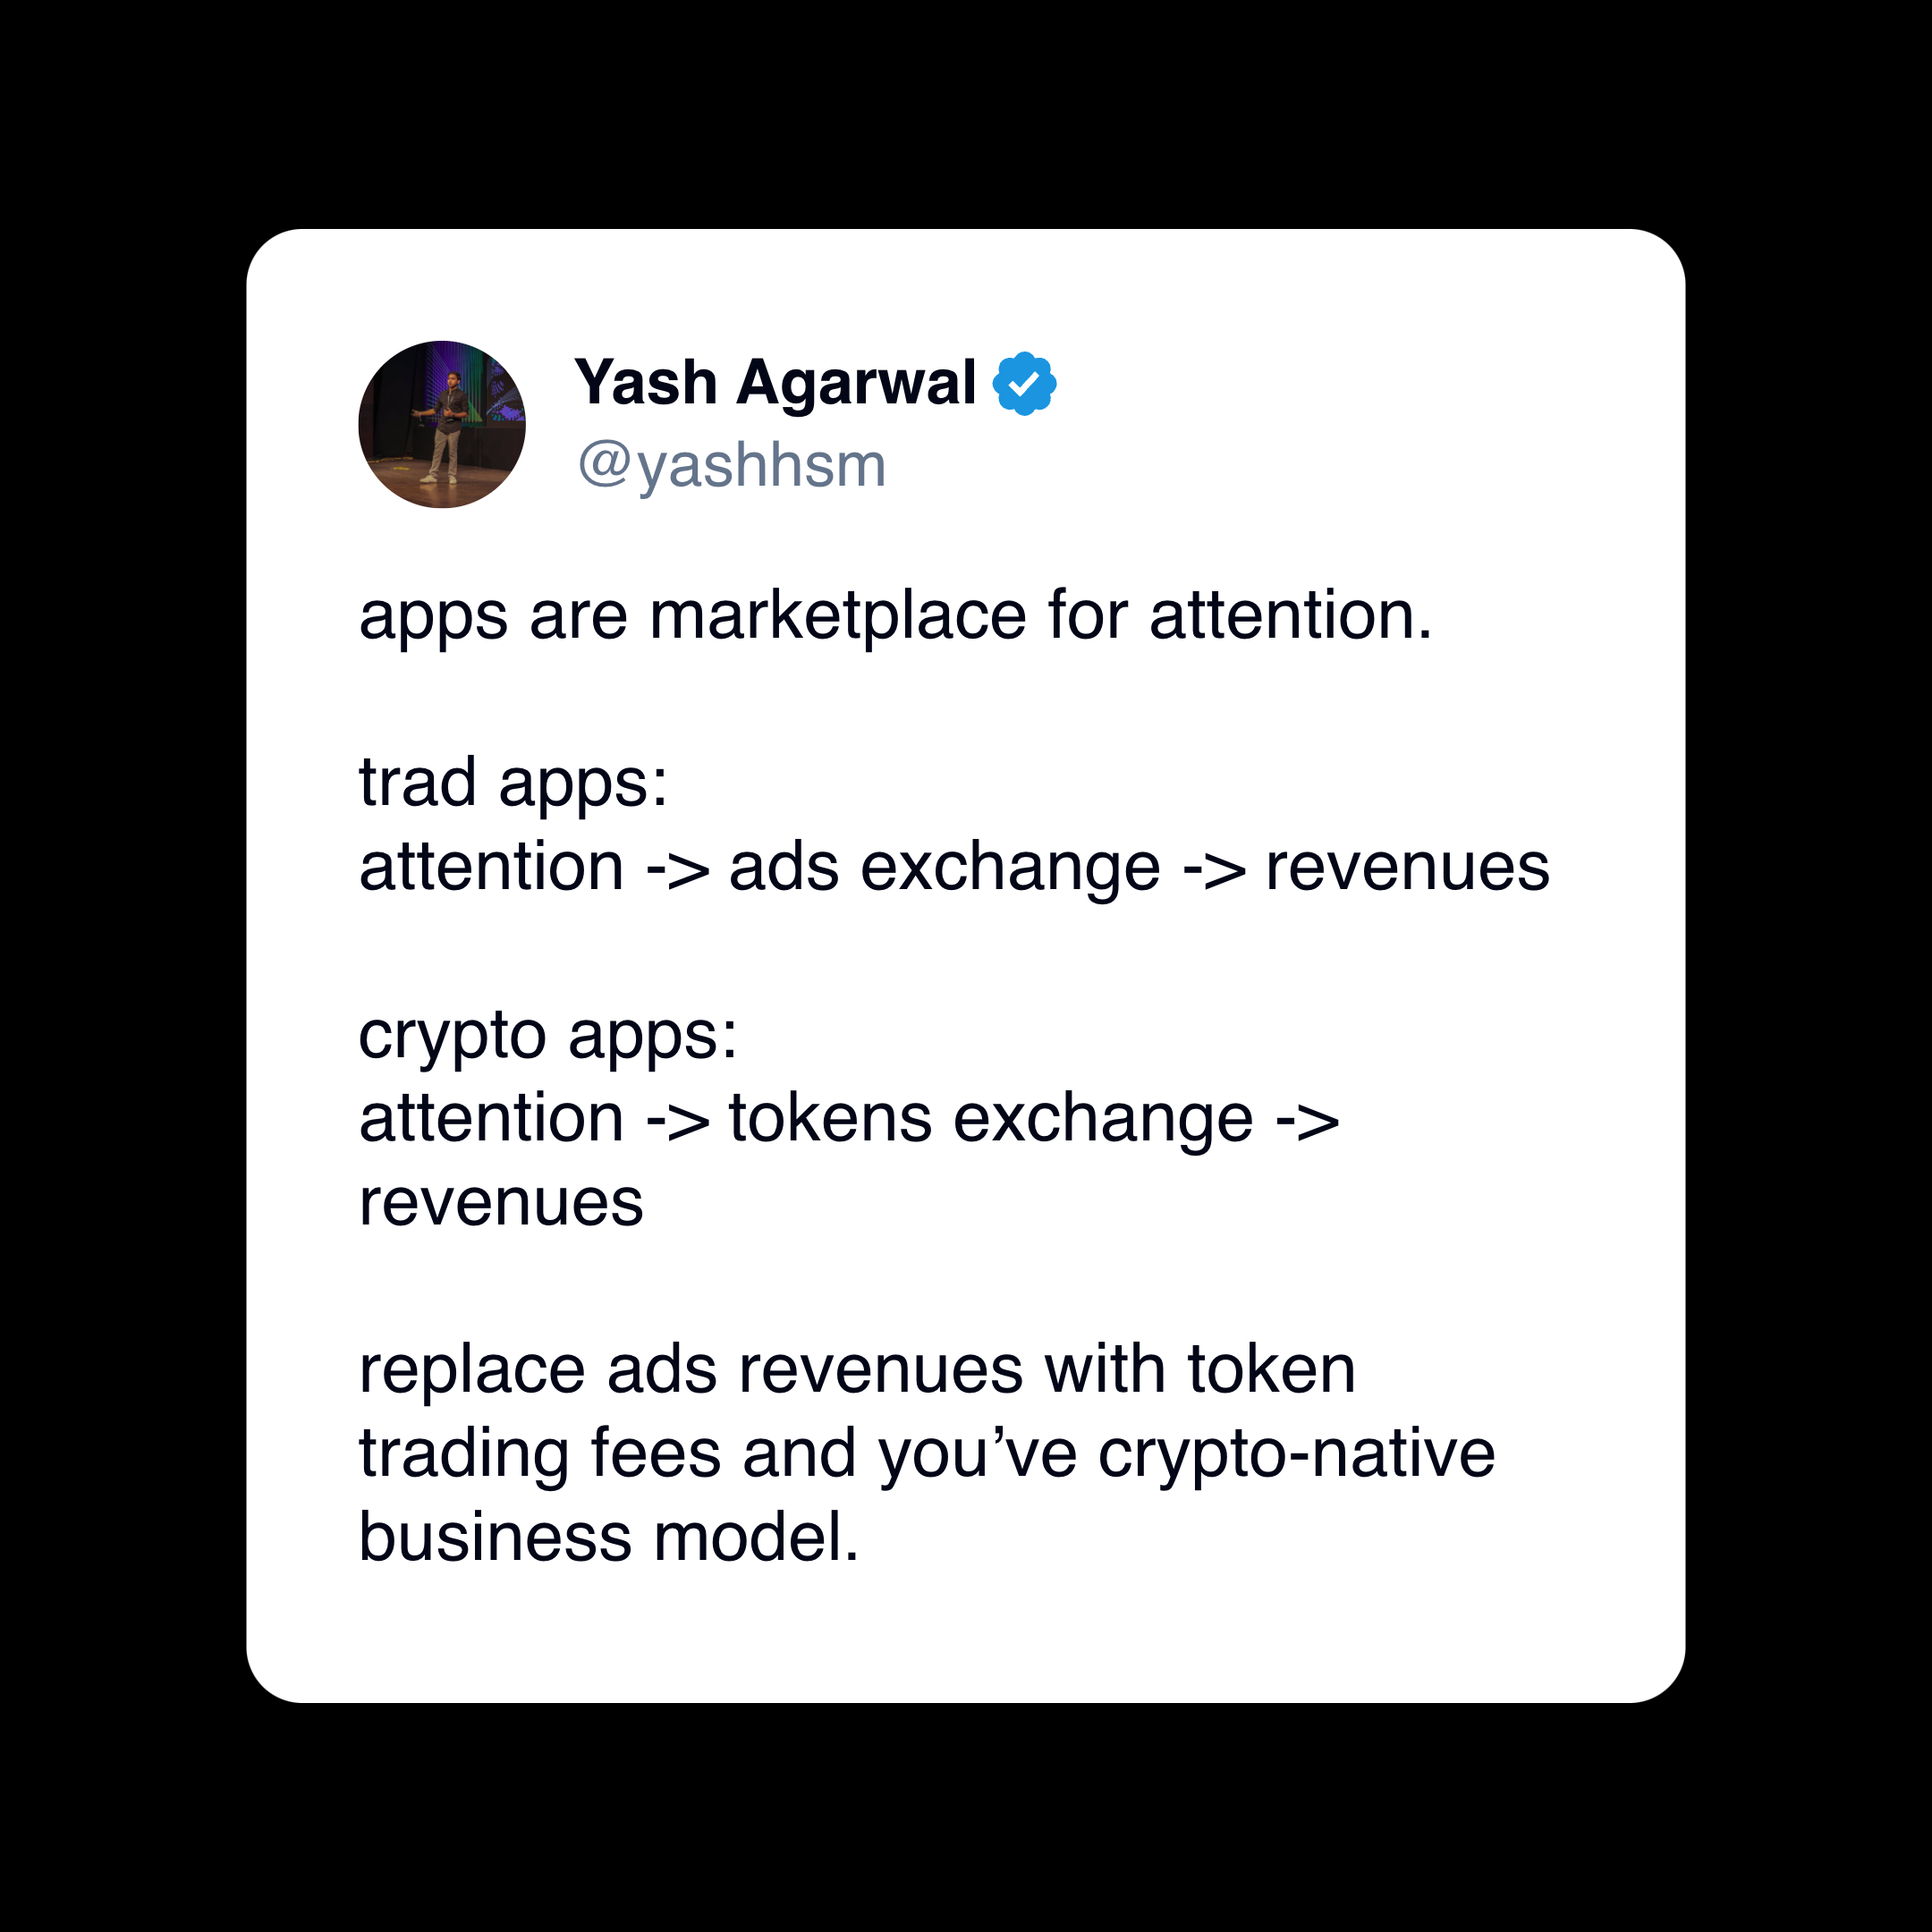 Yash Agarwal
@yashhsm
apps are marketplace for attention.
trad apps:
attention -> ads exchange -> revenues
crypto apps:
attention -> tokens exchange ->
revenues
replace ads revenues with token
trading fees and you’ve crypto-native
business model.